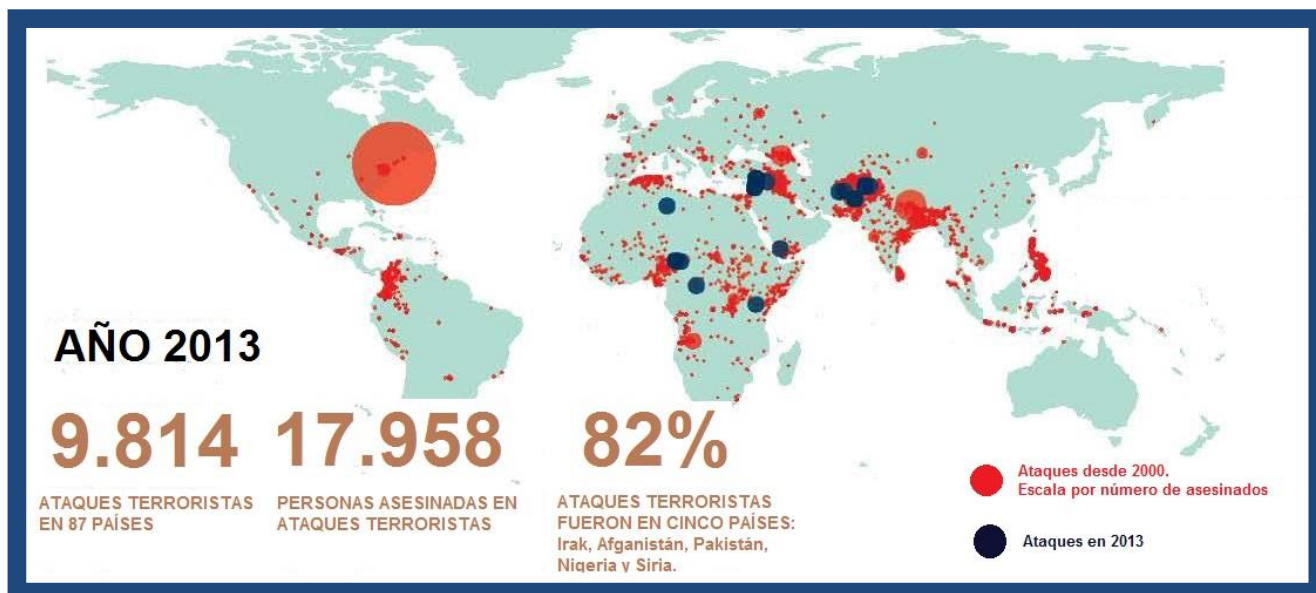 AÑO 2013
9.814
ATAQUES TERRORISTAS
EN 87 PAÍSES
17.958
PERSONAS ASESINADAS EN
ATAQUES TERRORISTAS
82%
ATAQUES TERRORISTAS
FUERON EN CINCO PAÍSES:
Irak, Afganistán, Pakistán,
Nigeria y Siria.
Ataques desde 2000.
Escala por número de asesinados
Ataques en 2013